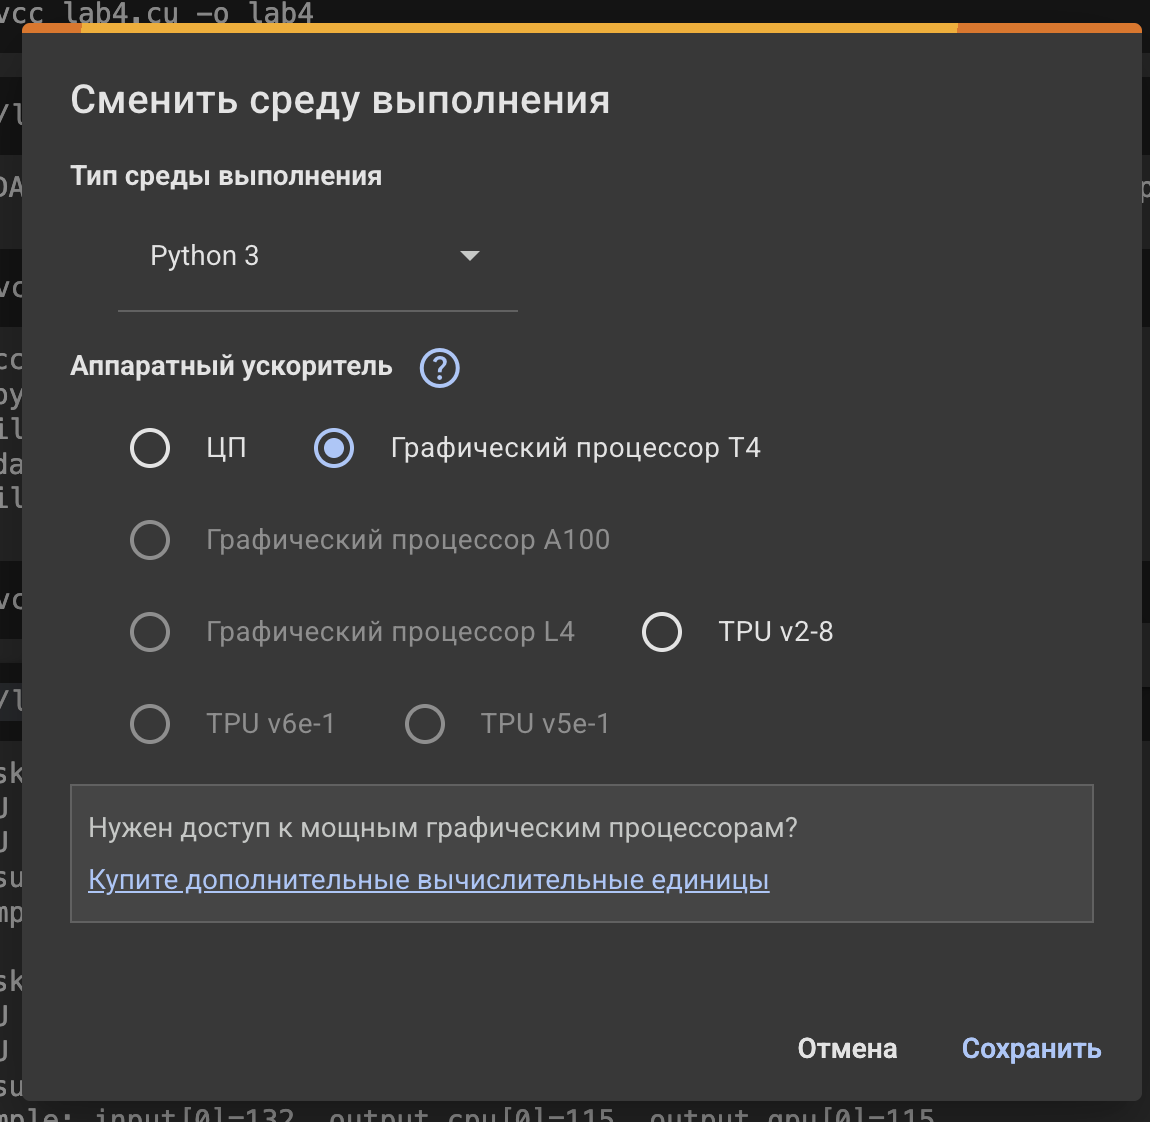 vcc lab4.cu -o lab4
Сменить среду выполнения
Тип среды выполнения
Python 3
Аппаратный ускоритель ?
ЦП Графический процессор T4
Графический процессор A100
Графический процессор L4 TPU v2-8
TPU v6e-1 TPU v5e-1
Нужен доступ к мощным графическим процессорам?
Купите дополнительные вычислительные единицы
Отмена Сохранить
mple: input[0]=132, output_cpu[0]=115, output_gpu[0]=115